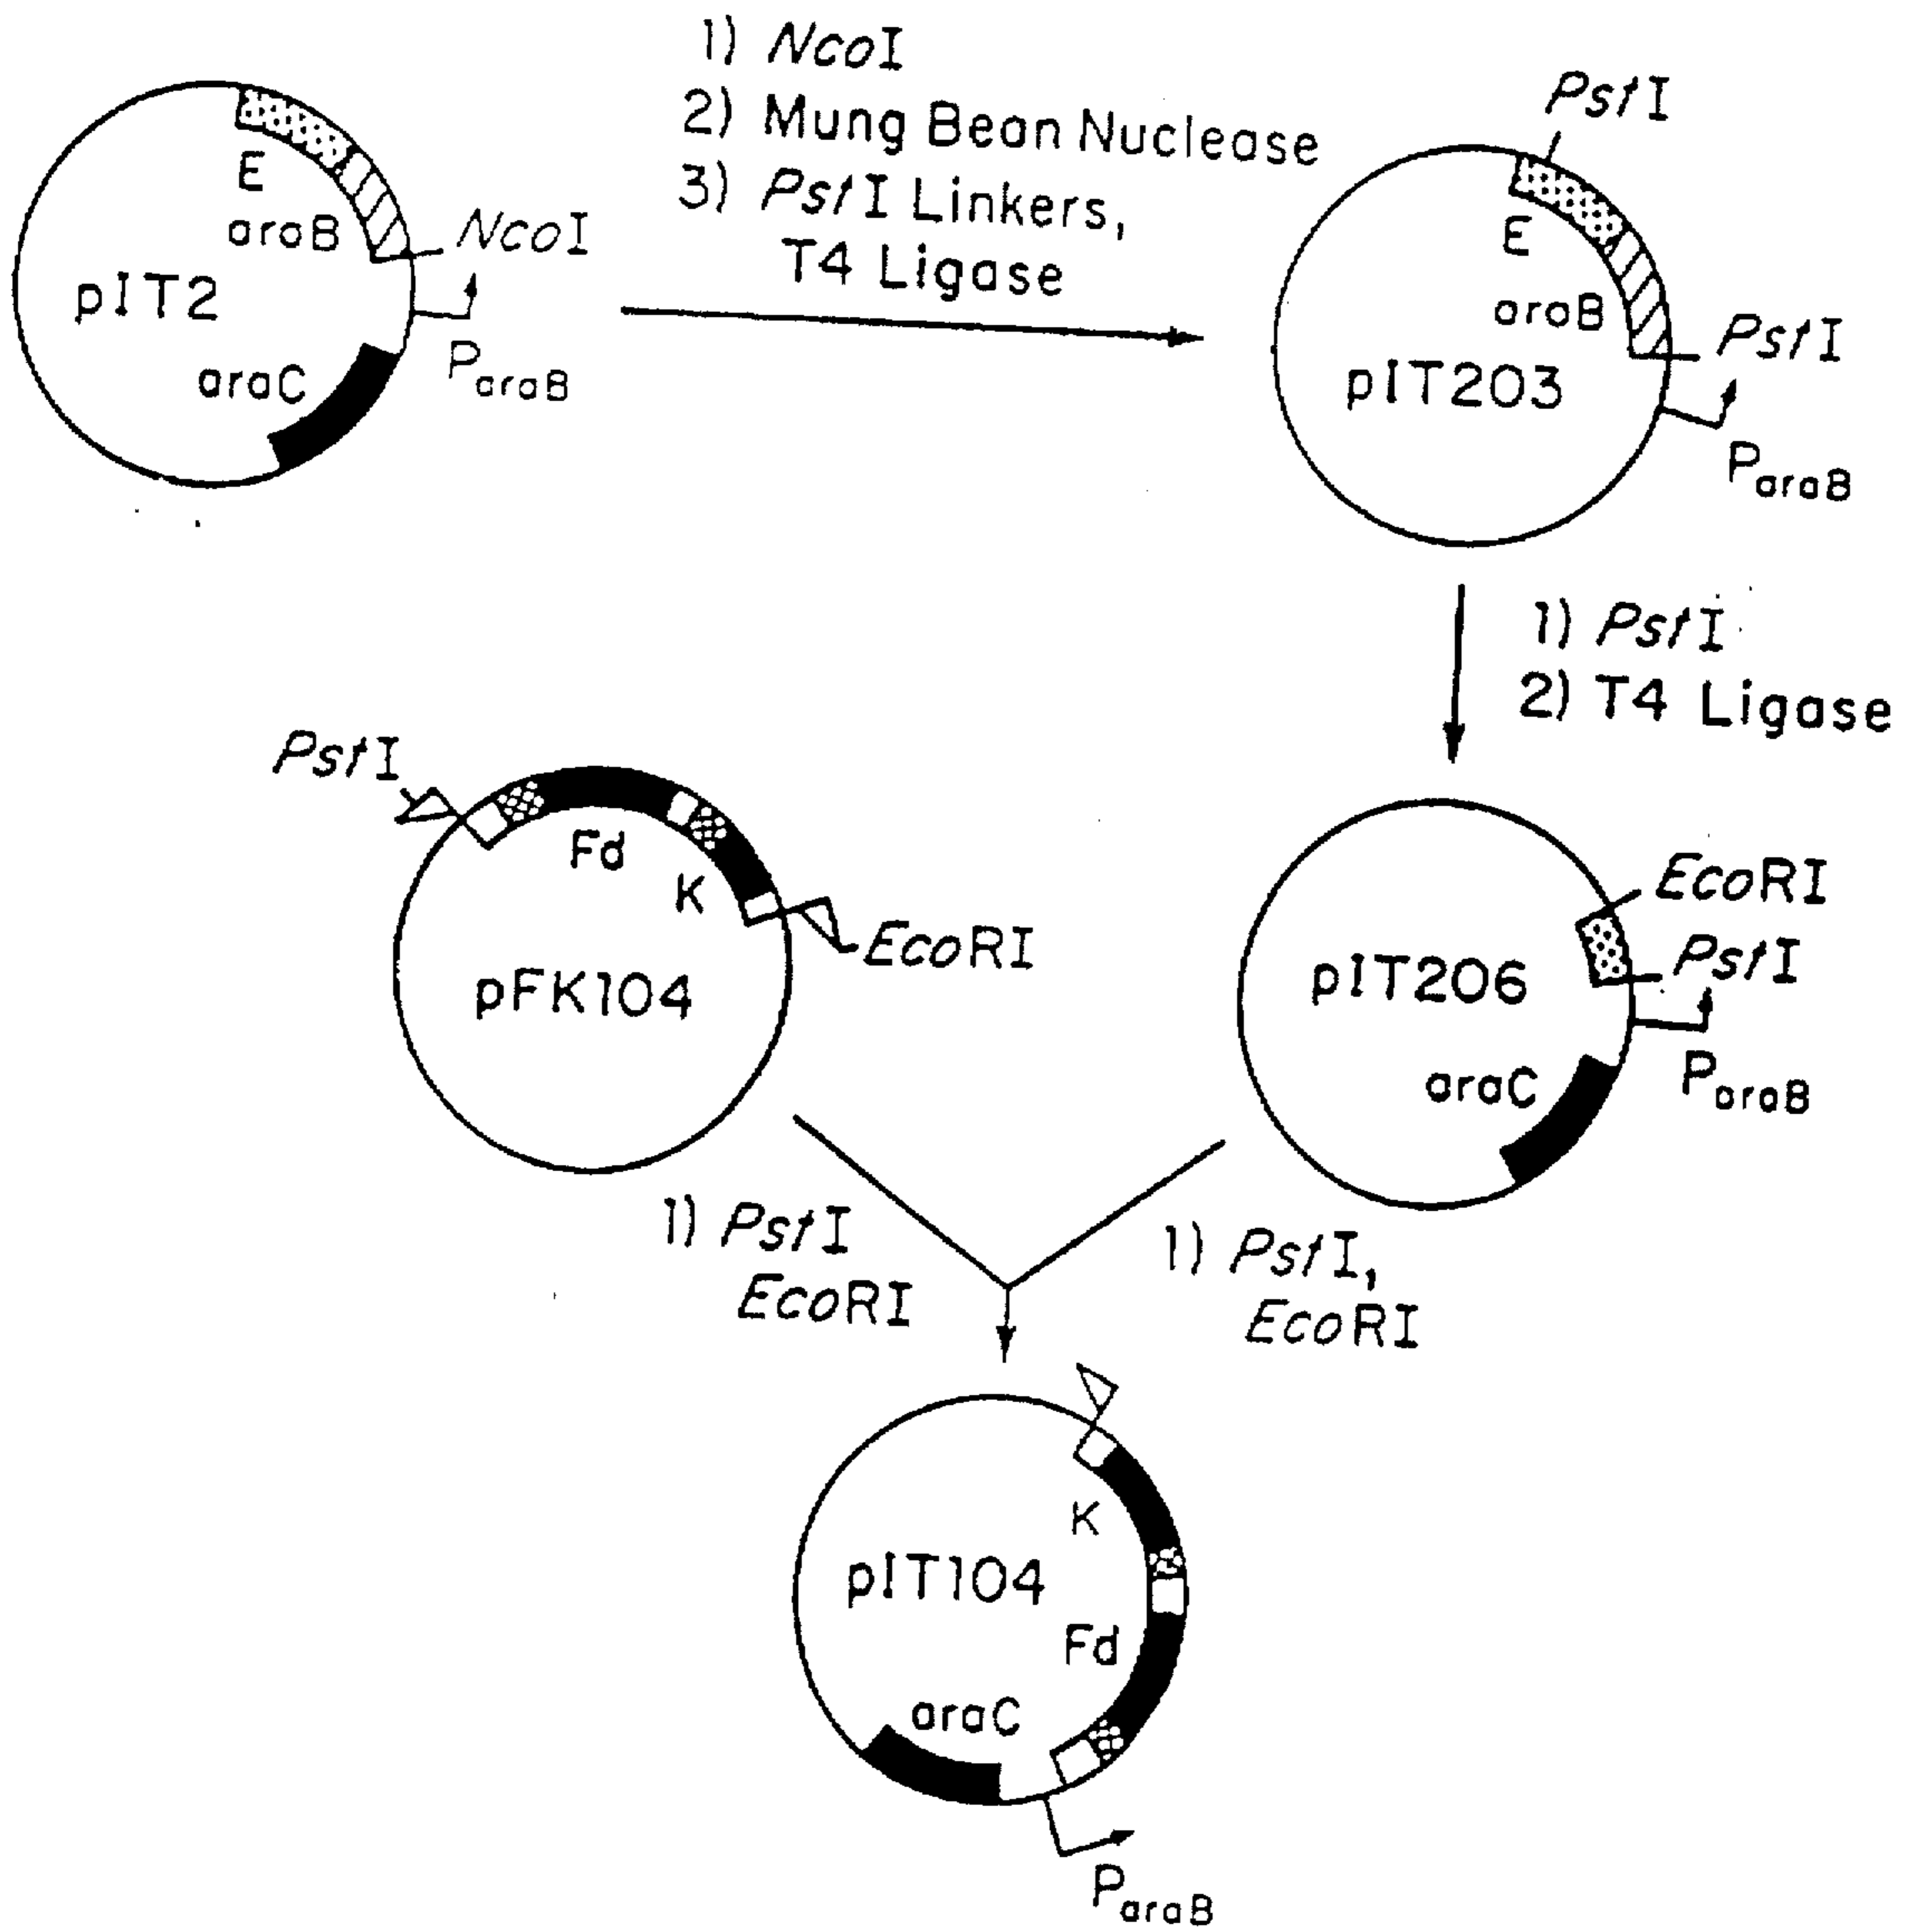 1) NcoI
2) Mung Bean Nuclease
3) PstI Linkers,
T4 Ligase
E
araB
NcoI
pIT2
araC
ParaB
PstI
E
araB
PstI
pIT203
ParaB
1) PstI
2) T4 Ligase
PstI
Fd
K
EcoRI
pFK104
EcoRI
PstI
pIT206
araC
ParaB
1) PstI
EcoRI
1) PstI,
EcoRI
K
pIT104
Fd
araC
ParaB